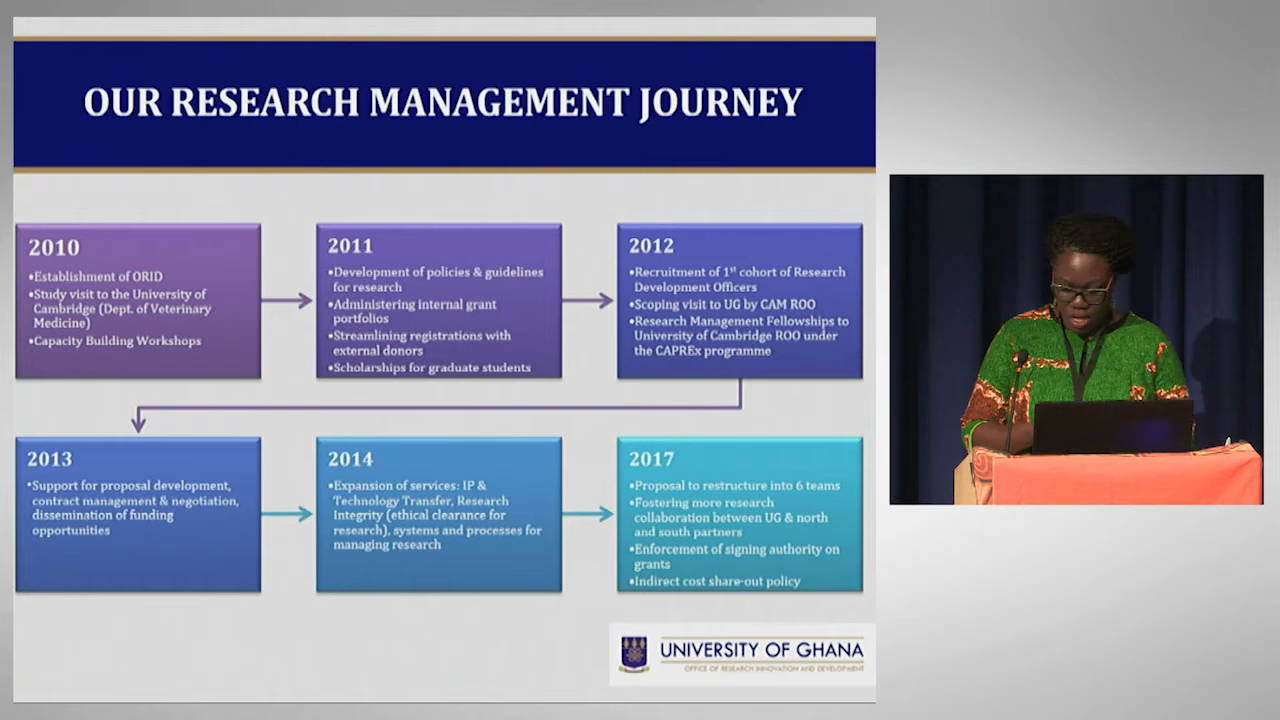 OUR RESEARCH MANAGEMENT JOURNEY
2010
•Establishment of ORID
•Study visit to the University of
Cambridge (Dept. of Veterinary
Medicine)
•Capacity Building Workshops
2011
•Development of policies & guidelines
for research
•Administering internal grant
portfolios
•Streamlining registrations with
external donors
•Scholarships for graduate students
2012
•Recruitment of 1st cohort of Research
Development Officers
•Scoping visit to UG by CAM ROO
•Research Management Fellowships to
University of Cambridge ROO under
the CAPREx programme
2013
•Support for proposal development,
contract management & negotiation,
dissemination of funding
opportunities
2014
•Expansion of services: IP &
Technology Transfer, Research
Integrity (ethical clearance for
research), systems and processes for
managing research
2017
•Proposal to restructure into 6 teams
•Fostering more research
collaboration between UG & north
and south partners
•Enforcement of signing authority on
grants
•Indirect cost share-out policy
UNIVERSITY OF GHANA
OFFICE OF RESEARCH INNOVATION AND DEVELOPMENT